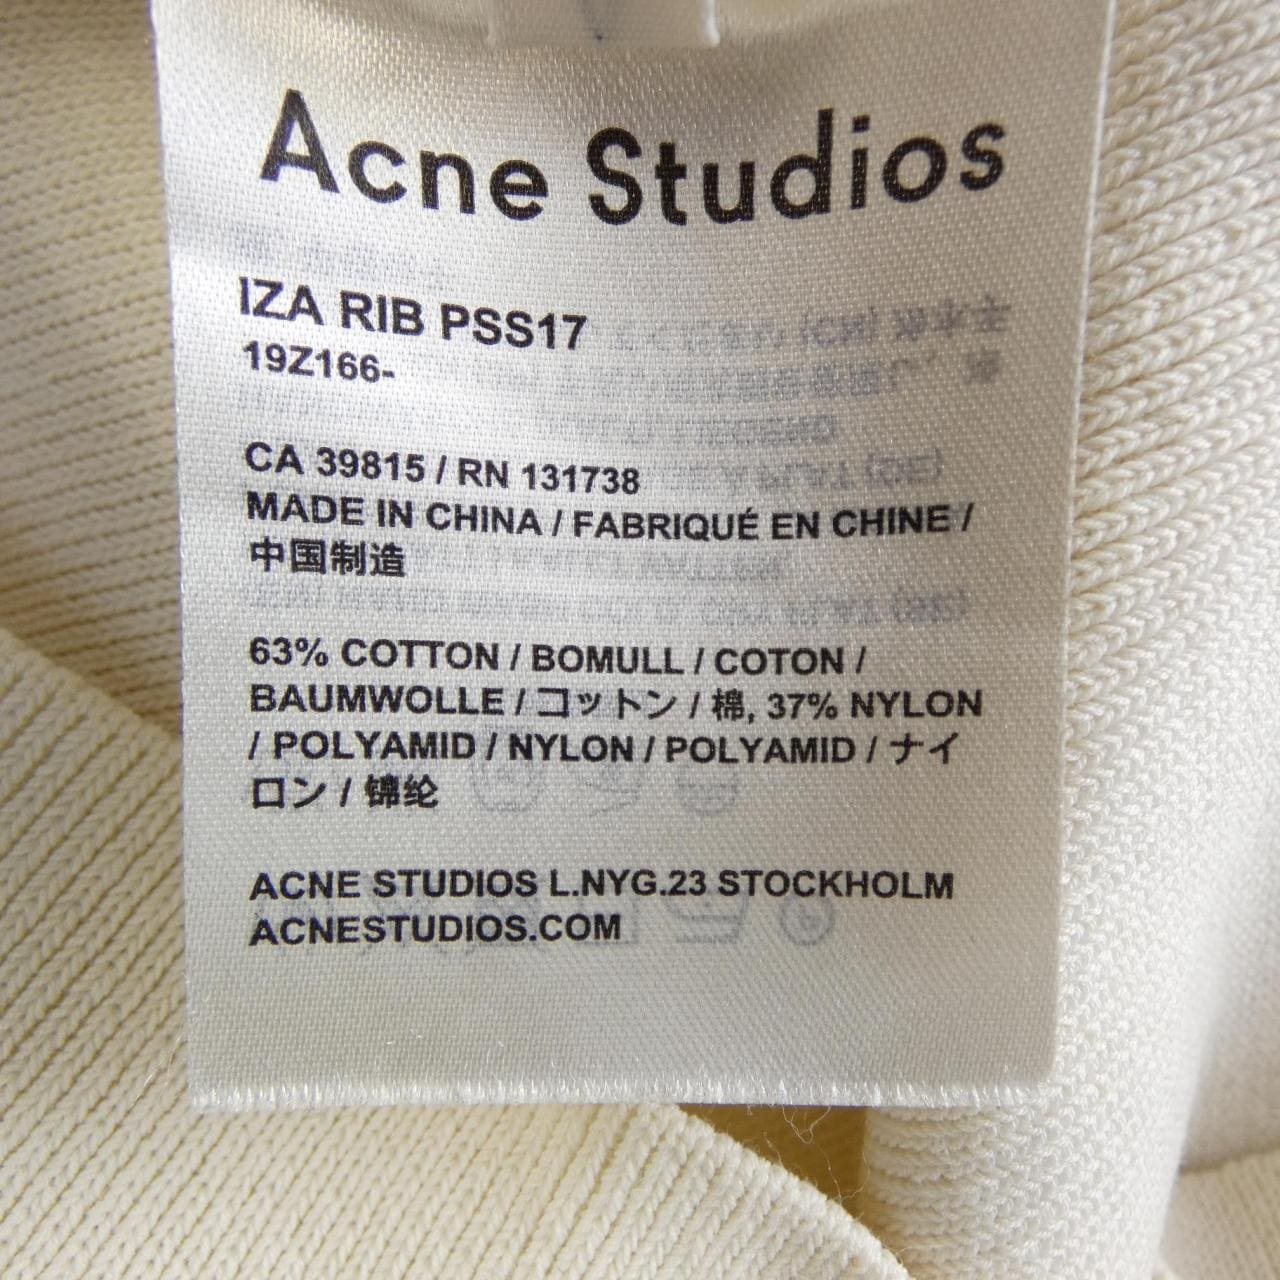 Acne Studios
IZA RIB PSS17
19Z166-
CA 39815 / RN 131738
MADE IN CHINA / FABRIQUÉ EN CHINE /
中国制造
63% COTTON / BOMULL / COTON /
BAUMWOLLE / コットン / 棉, 37% NYLON
/ POLYAMID / NYLON / POLYAMID / ナイ
ロン / 锦纶
ACNE STUDIOS L.NYG.23 STOCKHOLM
ACNESTUDIOS.COM